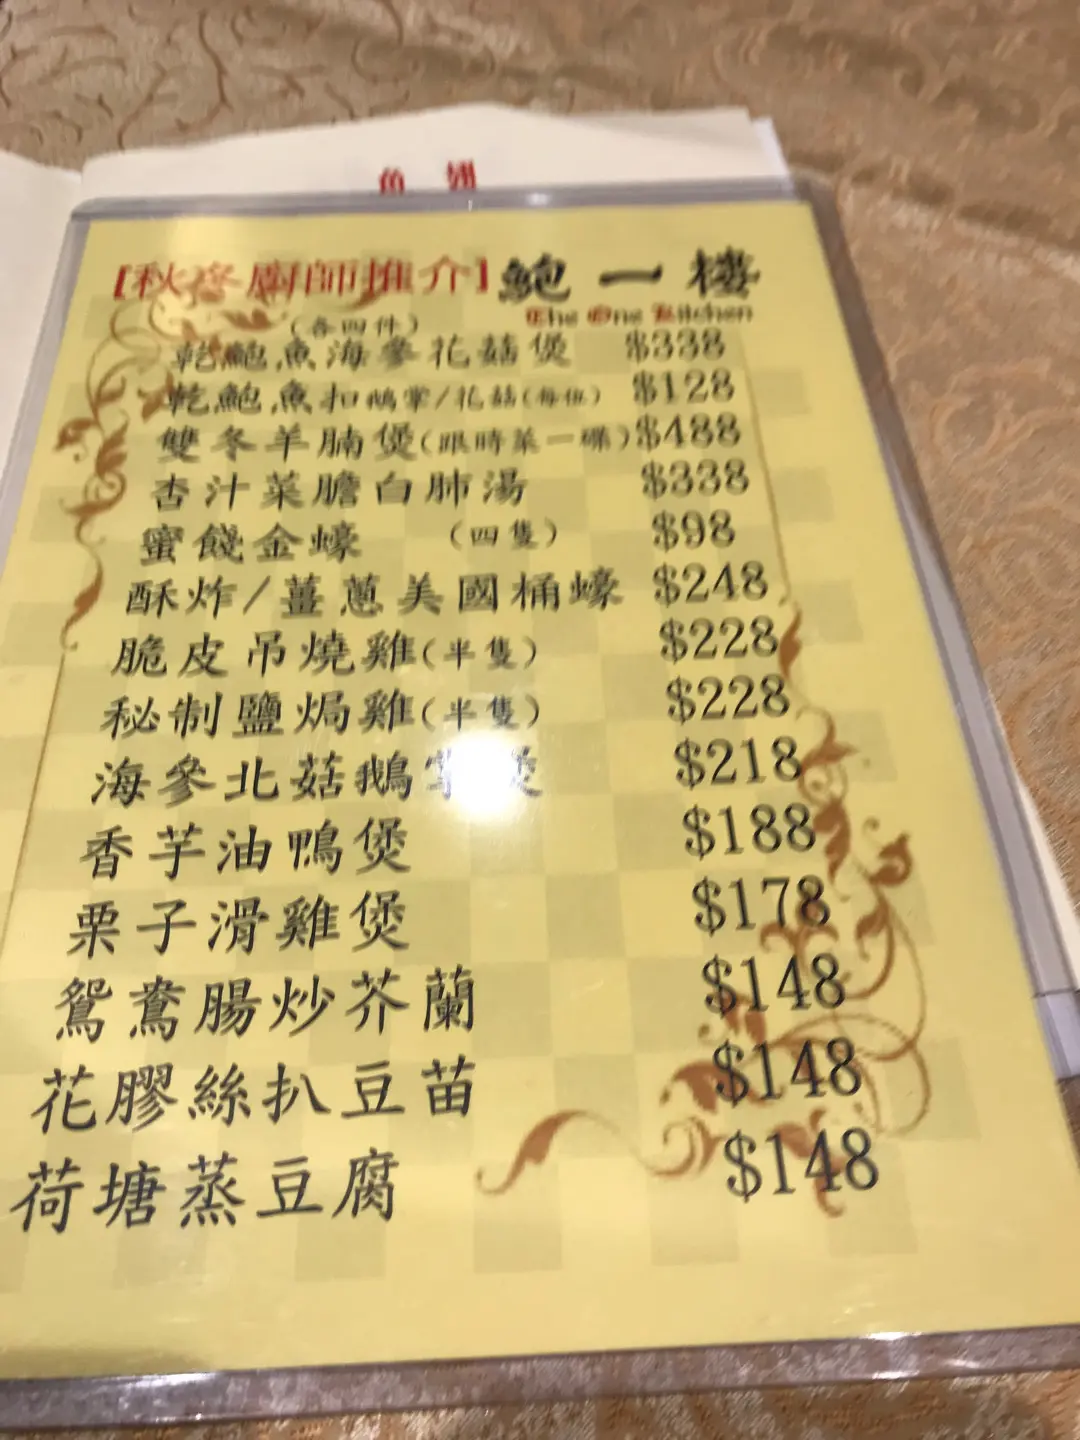 魚 翅
[秋冬廚師推介] 鮑一樓
The One Kitchen
(各四件)
乾鮑魚海參花菇煲 $338
乾鮑魚扣鵝掌/花菇(每位) $128
雙冬羊腩煲(跟時菜一碟) $488
杏汁菜膽白肺湯 $338
蜜餞金蠔 (四隻) $98
酥炸/薑蔥美國桶蠔 $248
脆皮吊燒雞(半隻) $228
秘制鹽焗雞(半隻) $228
海參北菇鵝掌煲 $218
香芋油鴨煲 $188
栗子滑雞煲 $178
鴛鴦腸炒芥蘭 $148
花膠絲扒豆苗 $148
荷塘蒸豆腐 $148